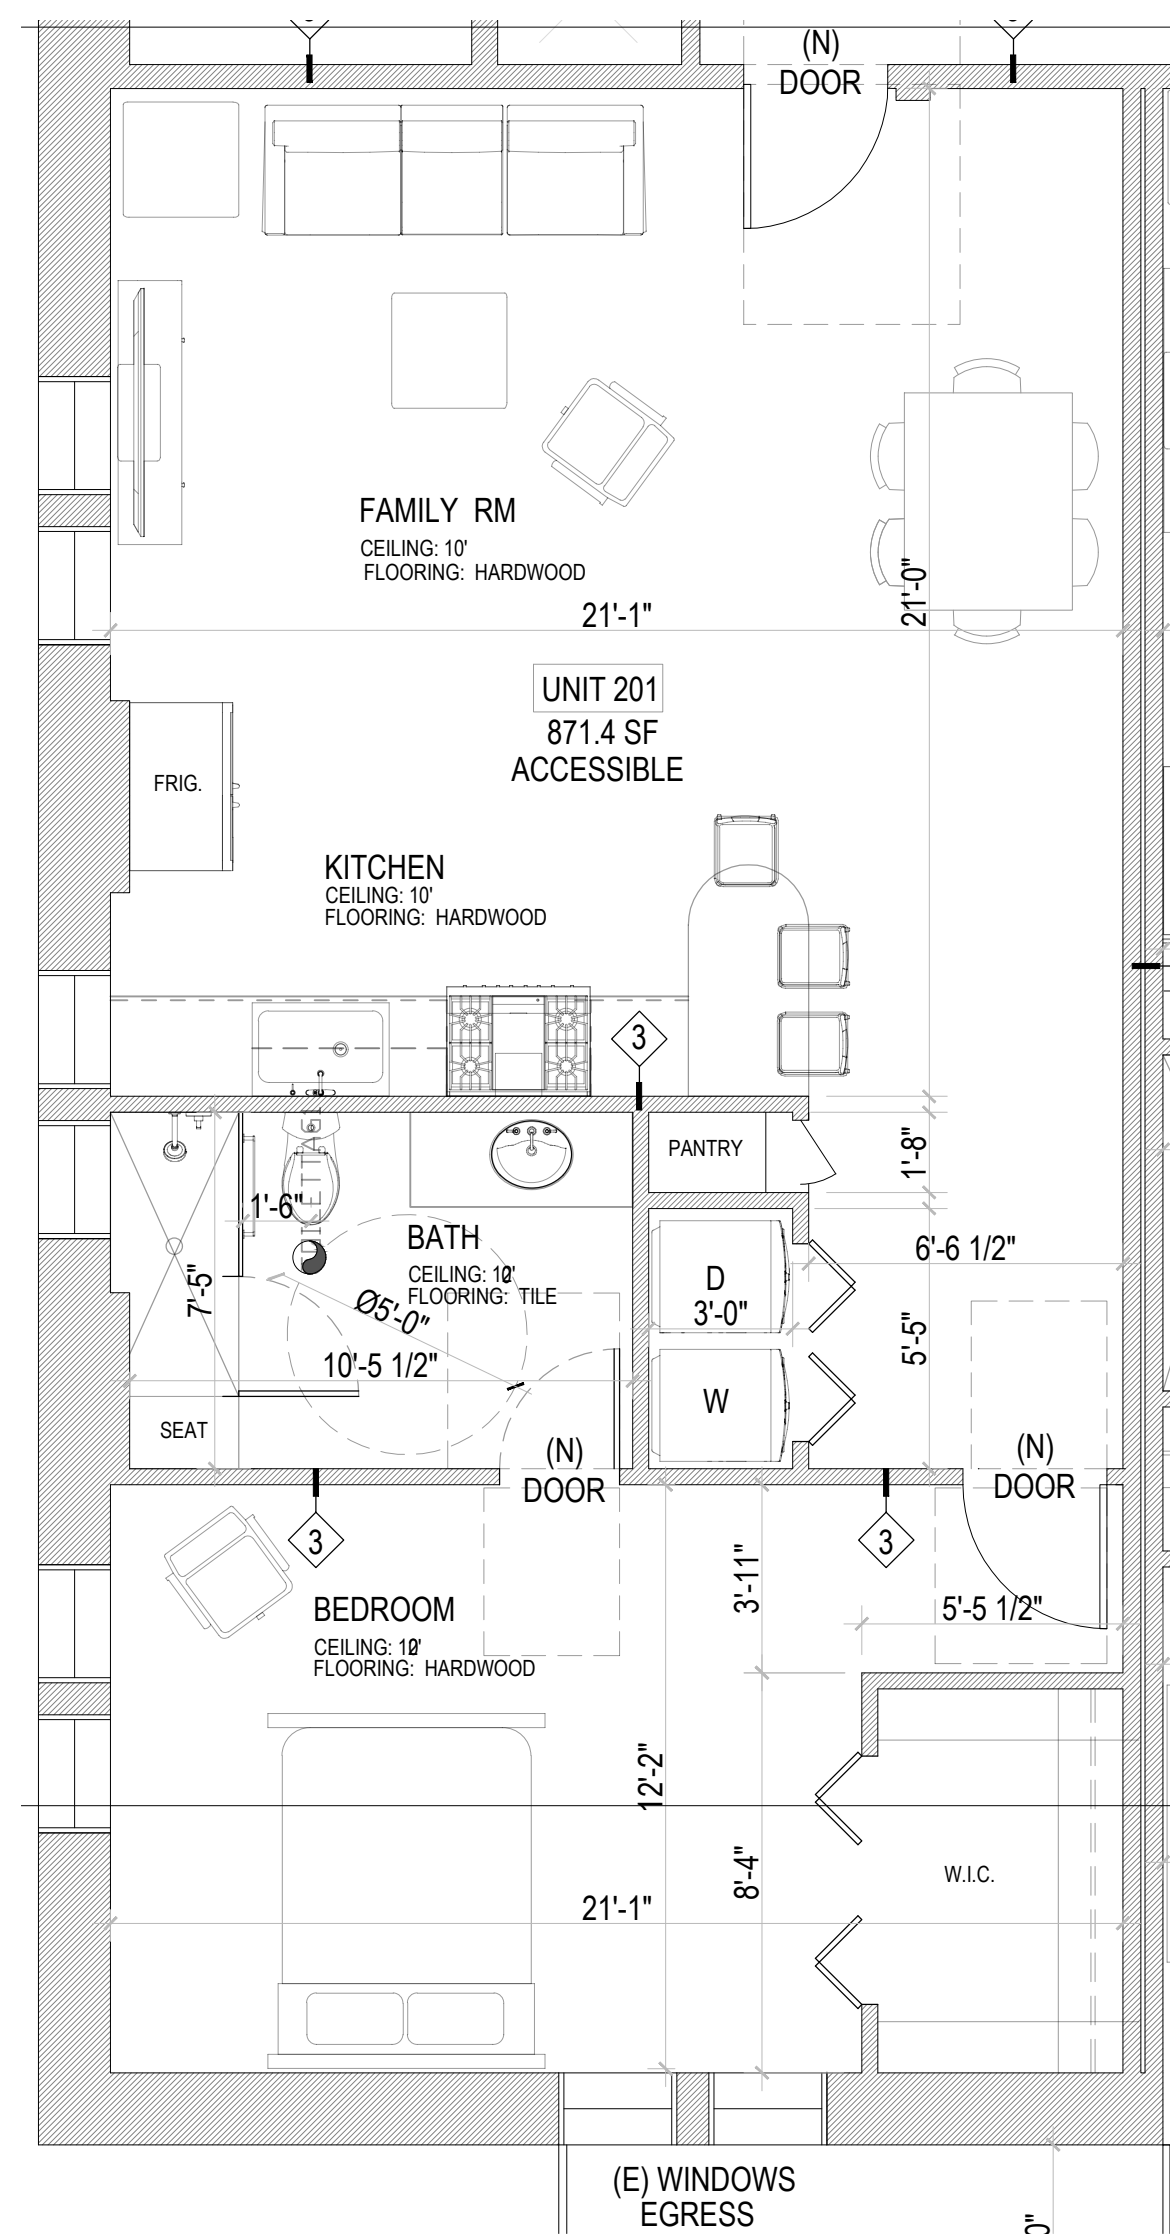 (N)
DOOR
FAMILY RM
CEILING: 10'
FLOORING: HARDWOOD
21'-0"
21'-1"
UNIT 201
871.4 SF
ACCESSIBLE
FRIG.
KITCHEN
CEILING: 10'
FLOORING: HARDWOOD
3
PANTRY
1'-8"
1'-6"
BATH
CEILING:
FLOORING: TILE
6'-6 1/2"
D
3'-0"
7'-5"
Ø5'-0"
5'-5"
10'-5 1/2"
W
SEAT
(N)
DOOR
(N)
DOOR
3
3
3'-11"
BEDROOM
CEILING:
FLOORING: HARDWOOD
5'-5 1/2"
12'-2"
8'-4"
W.I.C.
21'-1"
(E) WINDOWS
EGRESS